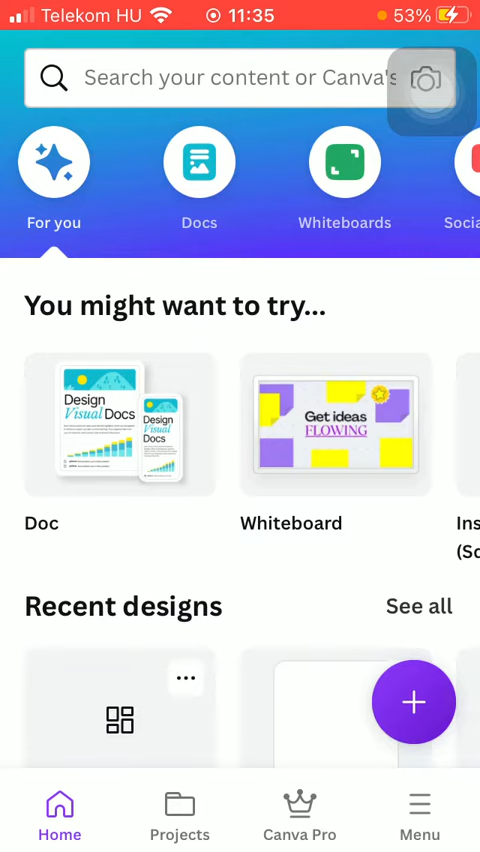 Telekom HU 11:35 53%
Search your content or Canva's
For you
Docs
Whiteboards
Socia
You might want to try...
Design
Visual Docs
Design
Visual
Docs
Get ideas
FLOWING
Doc
Whiteboard
Ins
(So
Recent designs
See all
Home
Projects
Canva Pro
Menu